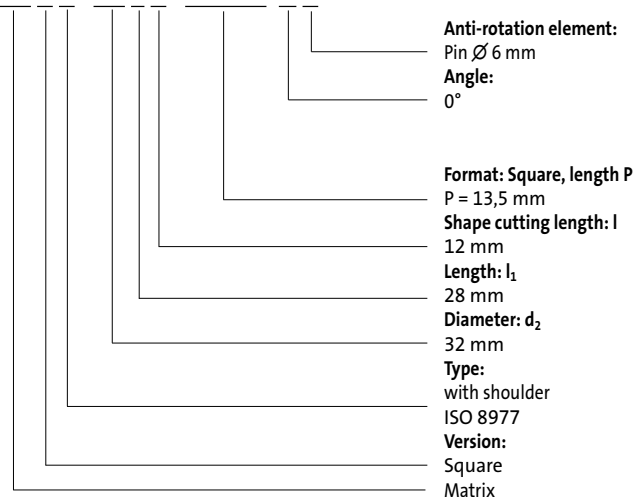 Anti-rotation element:
Pin Ø 6 mm
Angle:
0°
Format: Square, length P
P = 13,5 mm
Shape cutting length: l
12 mm
Length: l₁
28 mm
Diameter: d₂
32 mm
Type:
with shoulder
ISO 8977
Version:
Square
Matrix